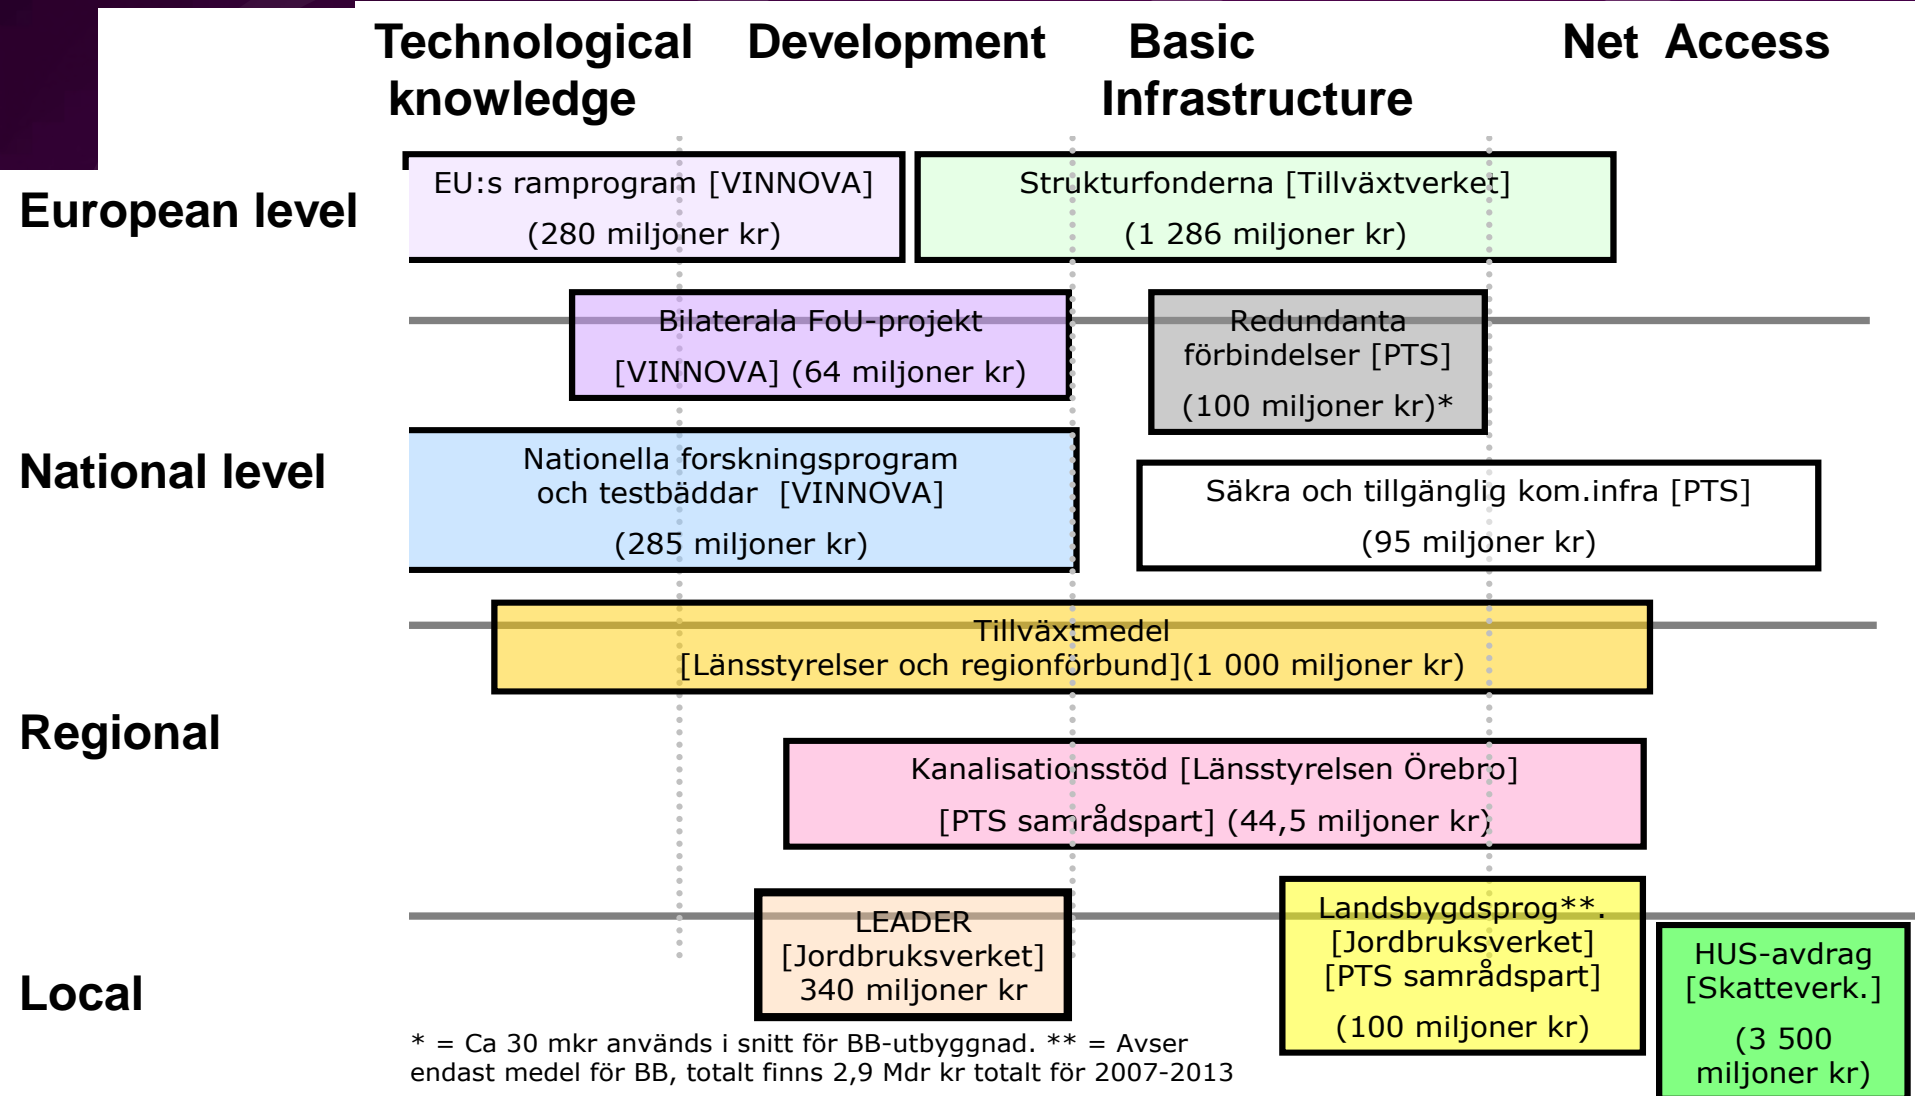 Technological Development Basic Net Access
knowledge Infrastructure
European level
EU:s ramprogram [VINNOVA]
(280 miljoner kr)
Strukturfonderna [Tillväxtverket]
(1 286 miljoner kr)
Bilaterala FoU-projekt
[VINNOVA] (64 miljoner kr)
Redundanta
förbindelser [PTS]
(100 miljoner kr)*
National level
Nationella forskningsprogram
och testbäddar [VINNOVA]
(285 miljoner kr)
Säkra och tillgänglig kom.infra [PTS]
(95 miljoner kr)
Tillväxtmedel
[Länsstyrelser och regionförbund](1 000 miljoner kr)
Regional
Kanalisationsstöd [Länsstyrelsen Örebro]
[PTS samrådspart] (44,5 miljoner kr)
Local
LEADER
[Jordbruksverket]
340 miljoner kr
Landsbygdsprog**.
[Jordbruksverket]
[PTS samrådspart]
(100 miljoner kr)
HUS-avdrag
[Skatteverk.]
(3 500
miljoner kr)
* = Ca 30 mkr används i snitt för BB-utbyggnad. ** = Avser
endast medel för BB, totalt finns 2,9 Mdr kr totalt för 2007-2013